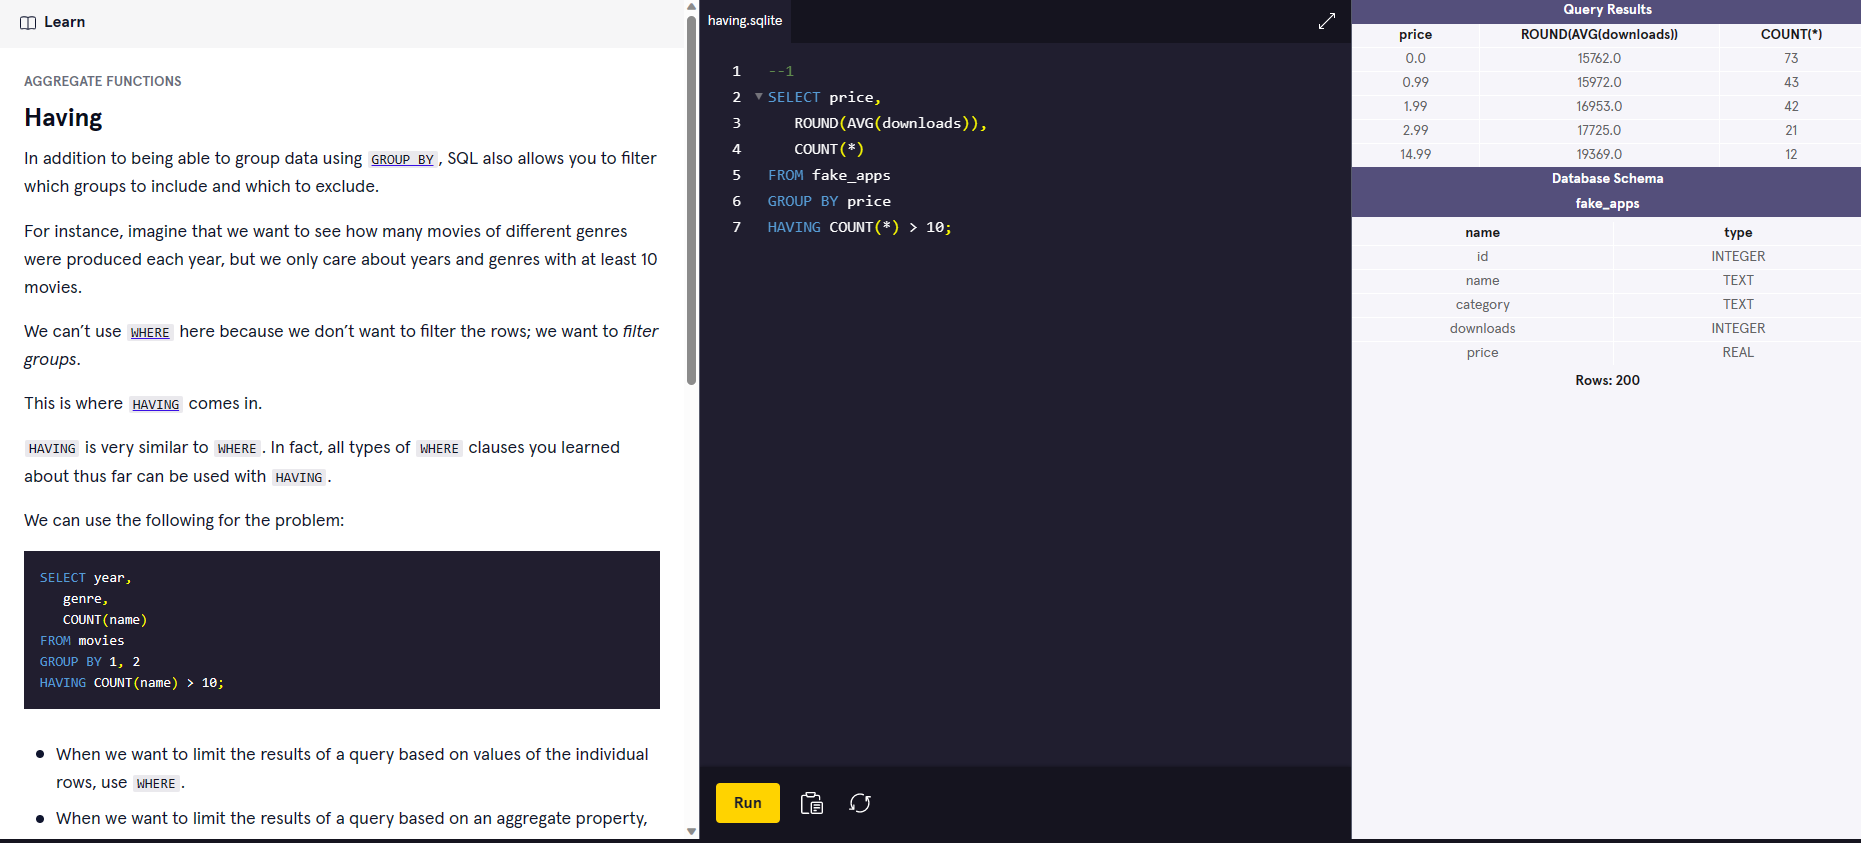 Learn
AGGREGATE FUNCTIONS
Having
In addition to being able to group data using GROUP BY , SQL also allows you to filter
which groups to include and which to exclude.
For instance, imagine that we want to see how many movies of different genres
were produced each year, but we only care about years and genres with at least 10
movies.
We can’t use WHERE here because we don’t want to filter the rows; we want to filter
groups.
This is where HAVING comes in.
HAVING is very similar to WHERE . In fact, all types of WHERE clauses you learned
about thus far can be used with HAVING .
We can use the following for the problem:
SELECT year,
genre,
COUNT(name)
FROM movies
GROUP BY 1, 2
HAVING COUNT(name) > 10;
• When we want to limit the results of a query based on values of the individual
rows, use WHERE .
• When we want to limit the results of a query based on an aggregate property,
having.sqlite
1 --1
2 SELECT price,
3 ROUND(AVG(downloads)),
4 COUNT(*)
5 FROM fake_apps
6 GROUP BY price
7 HAVING COUNT(*) > 10;
Run
Query Results
price ROUND(AVG(downloads)) COUNT(*)
0.0 15762.0 73
0.99 15972.0 43
1.99 16953.0 42
2.99 17725.0 21
14.99 19369.0 12
Database Schema
fake_apps
name type
id INTEGER
name TEXT
category TEXT
downloads INTEGER
price REAL
Rows: 200